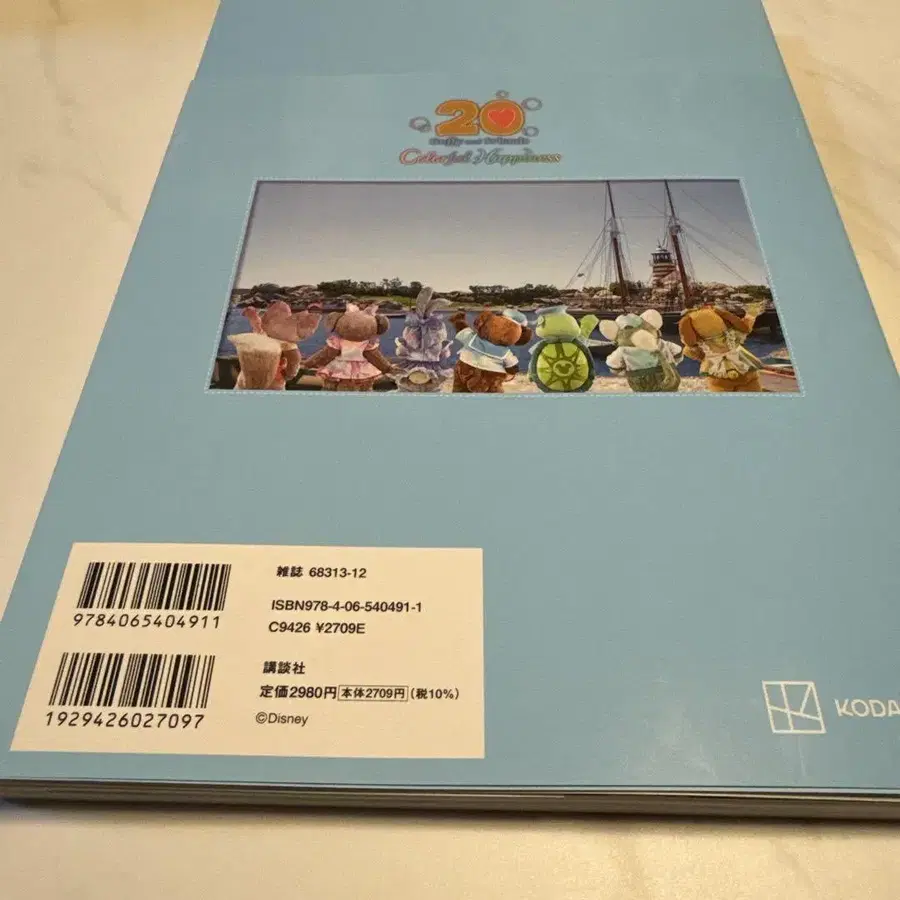 20
Duffy and Friends
Colorful Happiness
9784065404911
雑誌 68313-12
ISBN978-4-06-540491-1
C9426 ¥2709E
1929426027097
講談社
定価2980円 本体2709円 (税10%)
©Disney
KODA